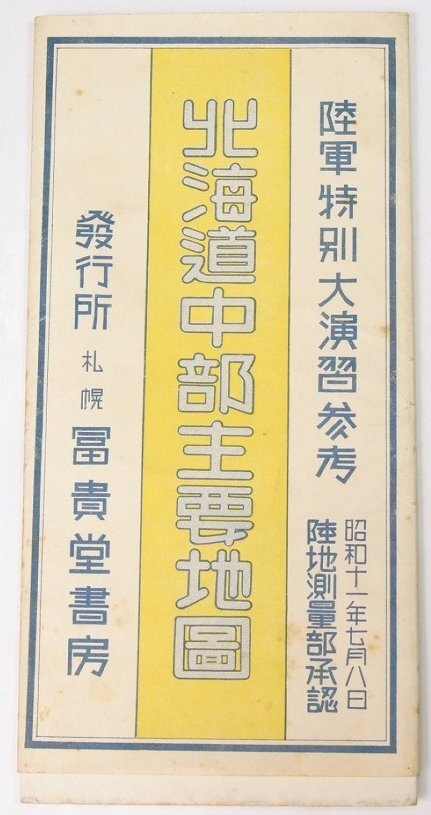 陸軍特別大演習参考
昭和十一年七月八日
陸地測量部承認
北海道中部主要地圖
發行所 札幌 冨貴堂書房